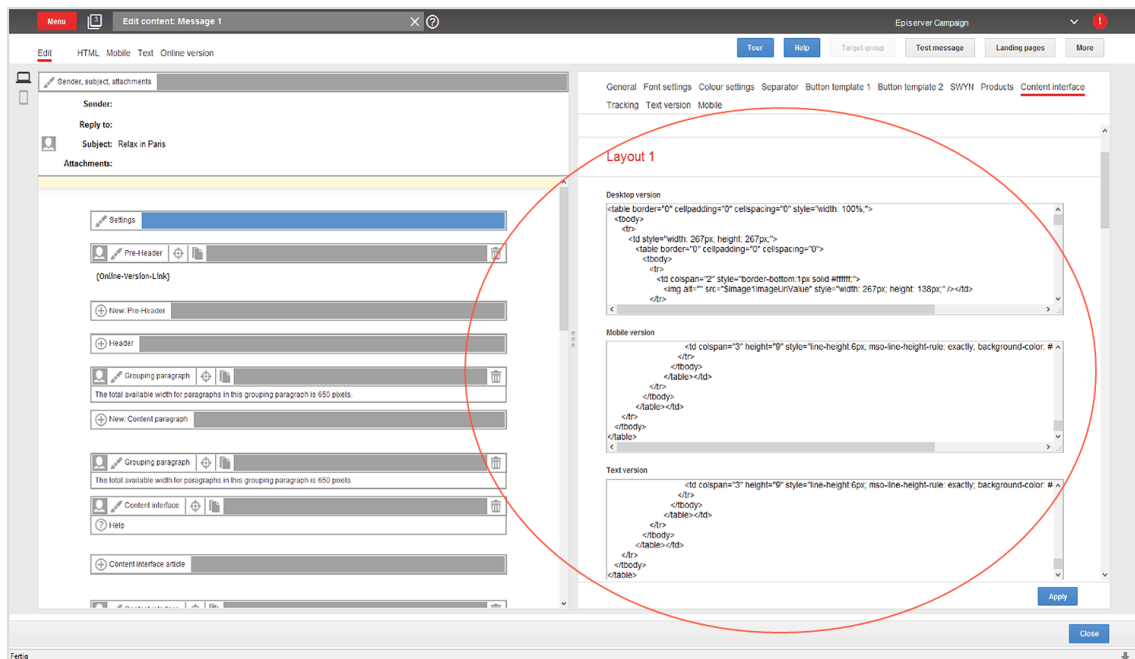 Menu
3
Edit content: Message 1
Episerver Campaign
Edit
HTML
Mobile
Text
Online version
Tour
Help
Target group
Test message
Landing pages
More
Sender, subject, attachments
Sender:
Reply to:
Subject: Relax in Paris
Attachments:
Settings
Pre-Header
{Online-Version-Link}
New: Pre-Header
Header
Grouping paragraph
The total available width for paragraphs in this grouping paragraph is 650 pixels.
New: Content paragraph
Grouping paragraph
The total available width for paragraphs in this grouping paragraph is 650 pixels.
Content interface
Help
Content interface article
Content interface
General Font settings Colour settings Separator Button template 1 Button template 2 SWYN Products Content interface
Tracking Text version Mobile
Layout 1
Desktop version
<table border="0" cellpadding="0" cellspacing="0" style="width: 100%;">
<tbody>
<tr>
<td style="width: 267px; height: 267px;">
<table border="0" cellpadding="0" cellspacing="0">
<tbody>
<tr>
<td colspan="2" style="border-bottom:1px solid #ffffff;">
<img alt="" src="$image1ImageUrlValue" style="width: 267px; height: 138px;" /></td>
</tr>
Mobile version
<td colspan="3" height="9" style="line-height:6px; mso-line-height-rule: exactly; background-color: #
</tr>
</tbody>
</table></td>
</tr>
</tbody>
</table></td>
</tr>
</tbody>
</table>
Text version
<td colspan="3" height="9" style="line-height:6px; mso-line-height-rule: exactly; background-color: #
</tr>
</tbody>
</table></td>
</tr>
</tbody>
</table></td>
</tr>
</tbody>
</table>
Apply
Close
Fertig